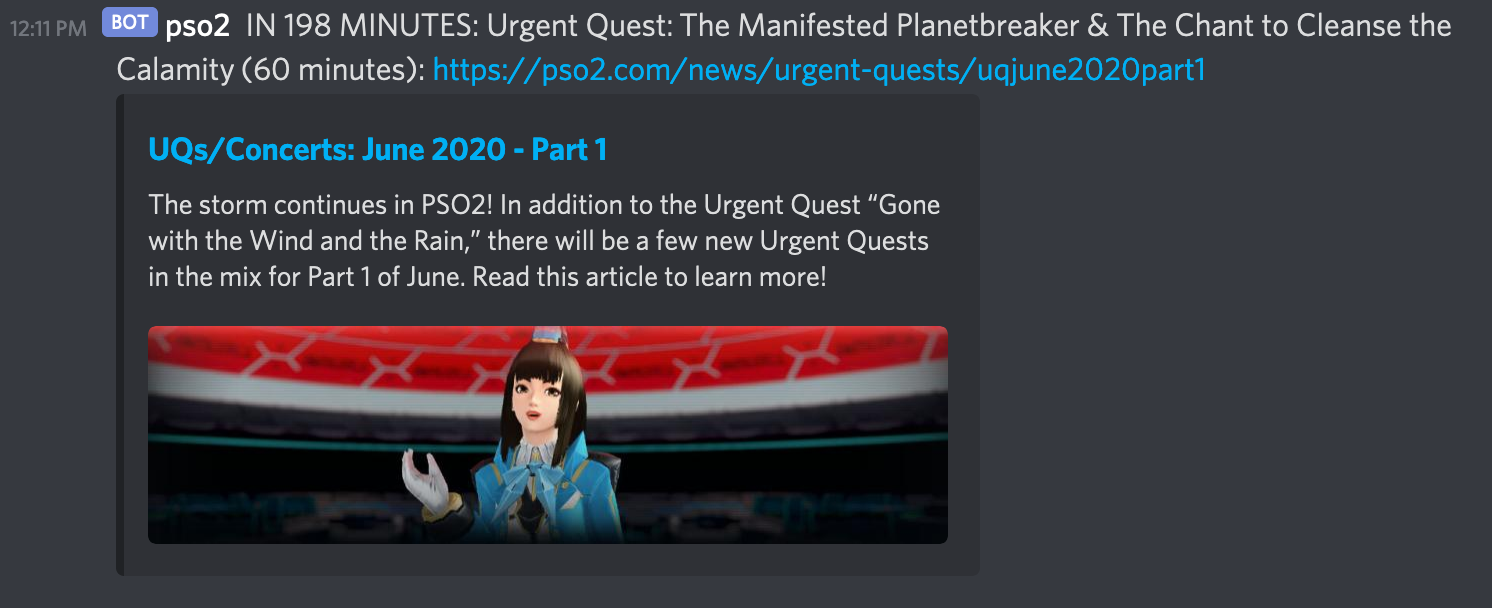 12:11 PM BOT pso2 IN 198 MINUTES: Urgent Quest: The Manifested Planetbreaker & The Chant to Cleanse the
Calamity (60 minutes): https://pso2.com/news/urgent-quests/uqjune2020part1
UQs/Concerts: June 2020 - Part 1
The storm continues in PSO2! In addition to the Urgent Quest “Gone
with the Wind and the Rain,” there will be a few new Urgent Quests
in the mix for Part 1 of June. Read this article to learn more!